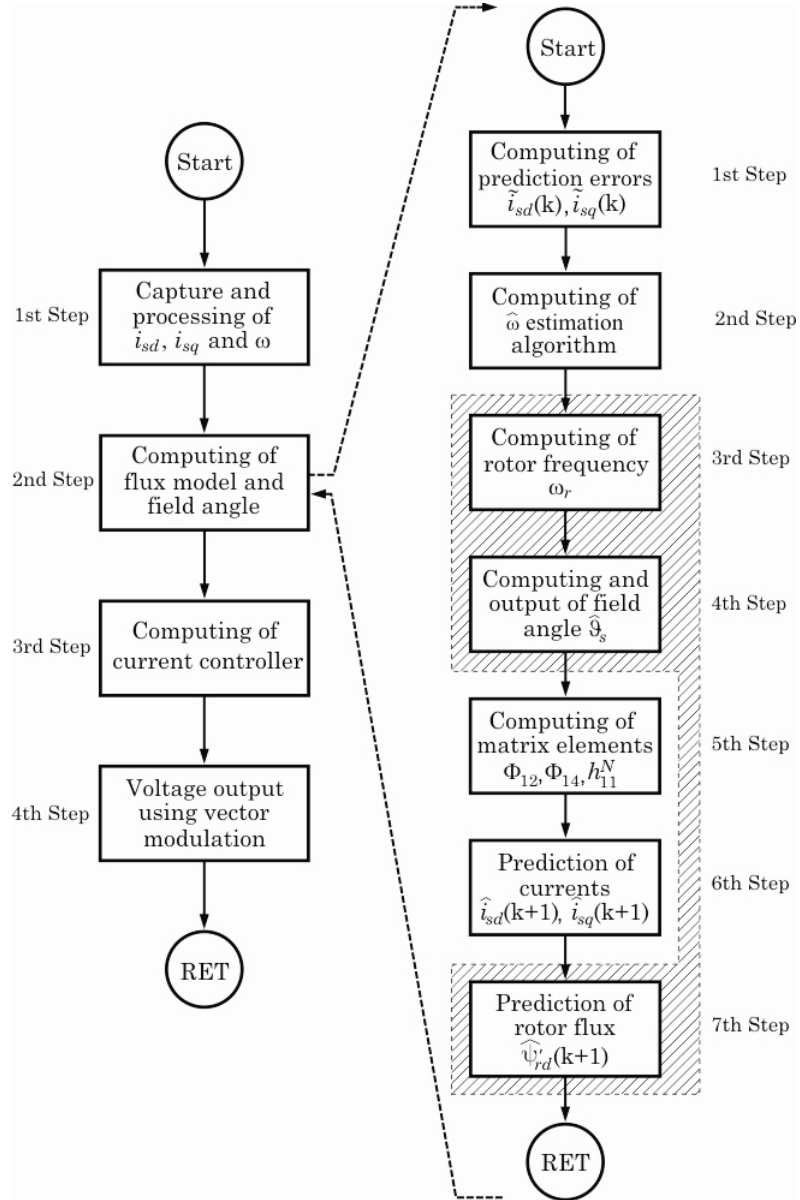 Start
1st Step
Capture and
processing of
i_sd, i_sq and ω
2nd Step
Computing of
flux model and
field angle
3rd Step
Computing of
current controller
4th Step
Voltage output
using vector
modulation
RET
Start
Computing of
prediction errors
ĩ_sd(k), ĩ_sq(k)
1st Step
Computing of
ω̂ estimation
algorithm
2nd Step
Computing of
rotor frequency
ω_r
3rd Step
Computing and
output of field
angle ϑ̂_s
4th Step
Computing of
matrix elements
Φ₁₂, Φ₁₄, h₁₁ᴺ
5th Step
Prediction of
currents
î_sd(k+1), î_sq(k+1)
6th Step
Prediction of
rotor flux
ψ̂′_rd(k+1)
7th Step
RET